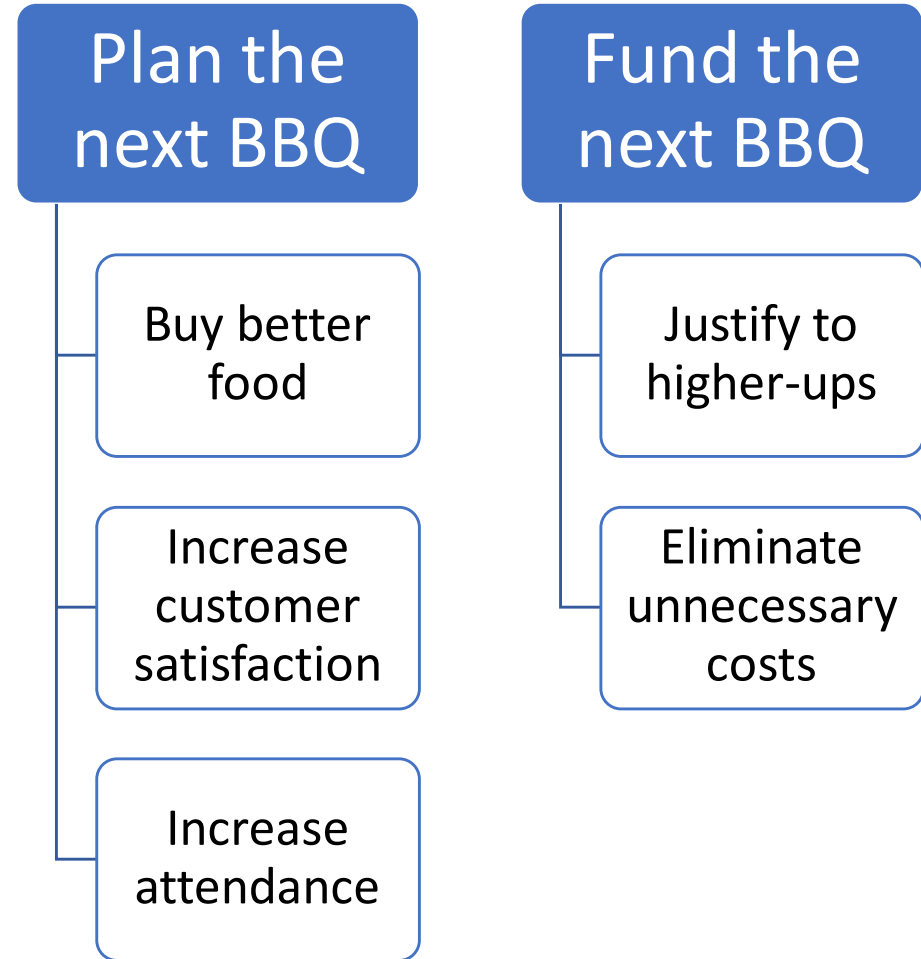 Plan the
next BBQ
Buy better
food
Increase
customer
satisfaction
Increase
attendance
Fund the
next BBQ
Justify to
higher-ups
Eliminate
unnecessary
costs